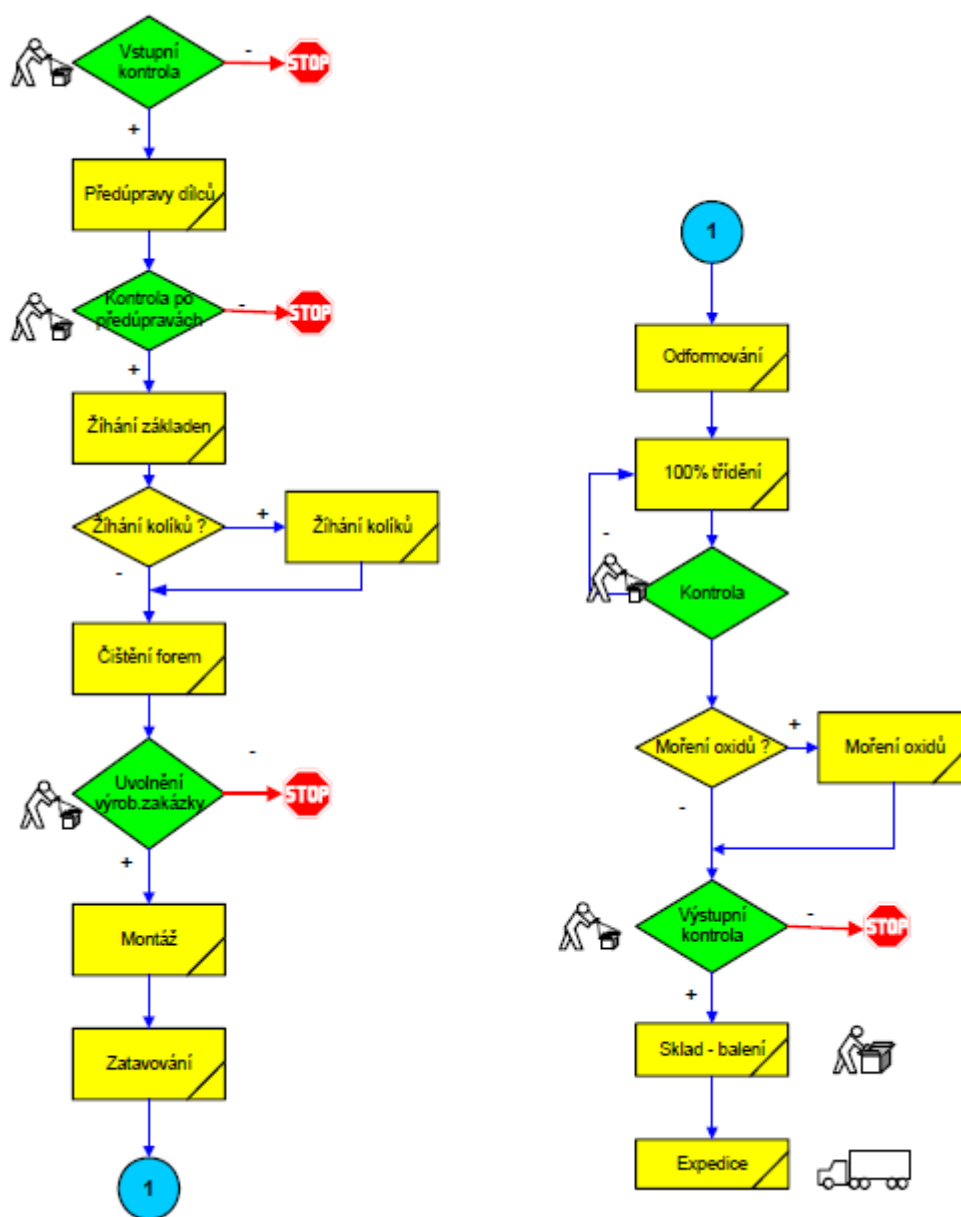 Vstupní
kontrola
-
STOP
+
Předúpravy dílců
Kontrola po
předúpravách
-
STOP
+
Žíhání základen
Žíhání kolíků ?
+
Žíhání kolíků
-
Čištění forem
Uvolnění
výrob.zakázky
-
STOP
+
Montáž
Zatavování
1
1
Odformování
100% třídění
-
Kontrola
Moření oxidů ?
+
Moření oxidů
-
Výstupní
kontrola
-
STOP
+
Sklad - balení
Expedice